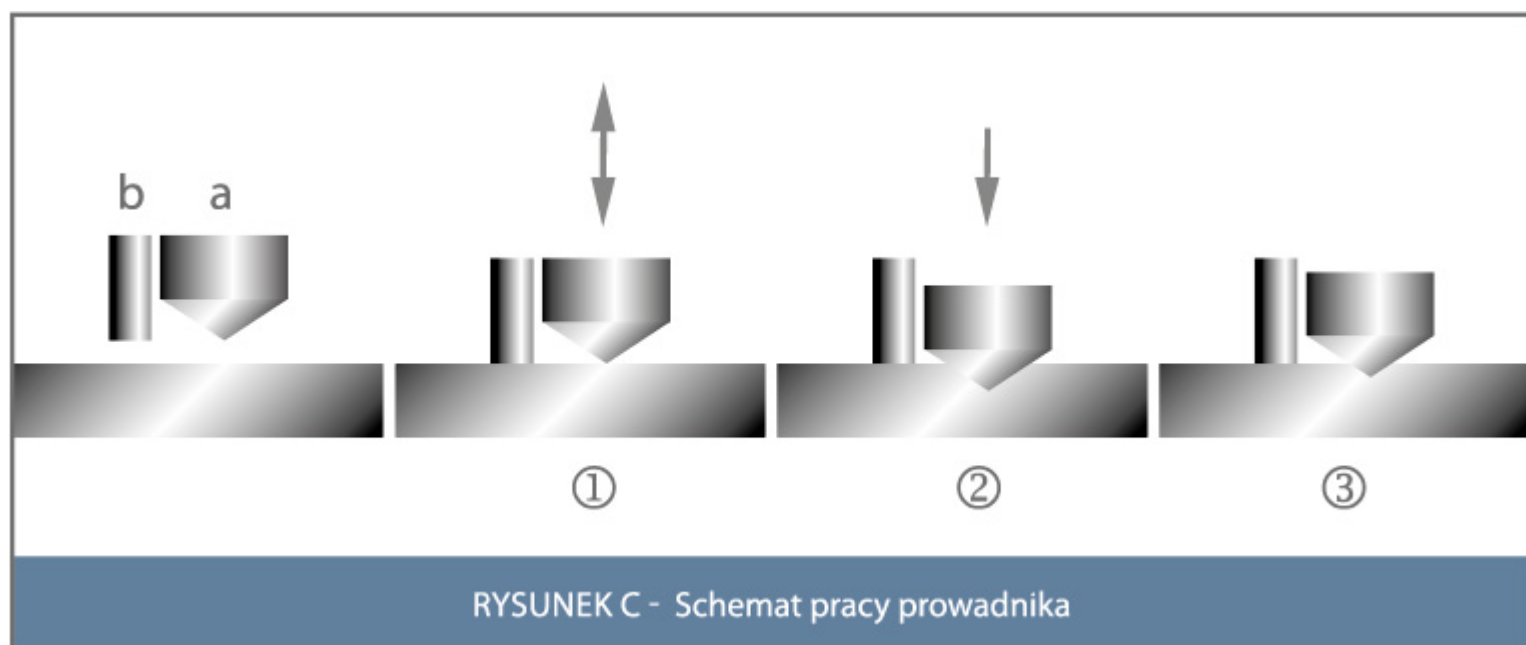 b a
① ② ③
RYSUNEK C - Schemat pracy prowadnika